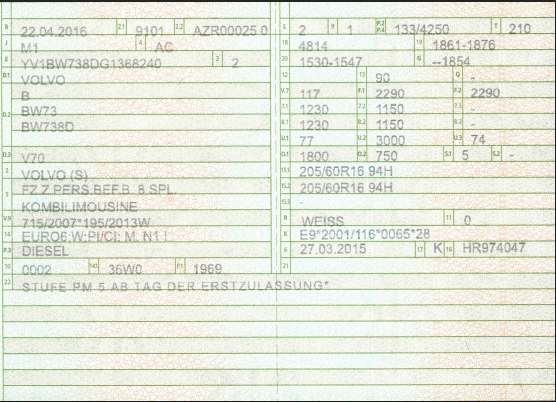 B 22.04.2016 2.1 9101 2.2 AZR00025 0
J M1 4 AC
E YV1BW738DG1368240 3 2
D.1 VOLVO
B
D.2 BW73
BW738D
D.3 V70
2 VOLVO (S)
5 FZ.Z.PERS.BEF.B. 8 SPL.
KOMBILIMOUSINE
V.9 715/2007*195/2013W
14 EURO6;W;PI/CI; M, N1 I
P.3 DIESEL
10 0002 14.1 36W0 P.1 1969
22 STUFE PM 5 AB TAG DER ERSTZULASSUNG*
L 2 9 1 P.2 P.4 133/4250 T 210
18 4814 19 1861-1876
20 1530-1547 G --1854
12 - 13 90 Q -
V.7 117 F.1 2290 F.2 2290
7.1 1230 7.2 1150 7.3 -
8.1 1230 8.2 1150 8.3 -
U.1 77 U.2 3000 U.3 74
O.1 1800 O.2 750 S.1 5 S.2 -
15.1 205/60R16 94H
15.2 205/60R16 94H
15.3 -
R WEISS 11 0
K E9*2001/116*0065*28
6 27.03.2015 17 K 16 HR974047
21